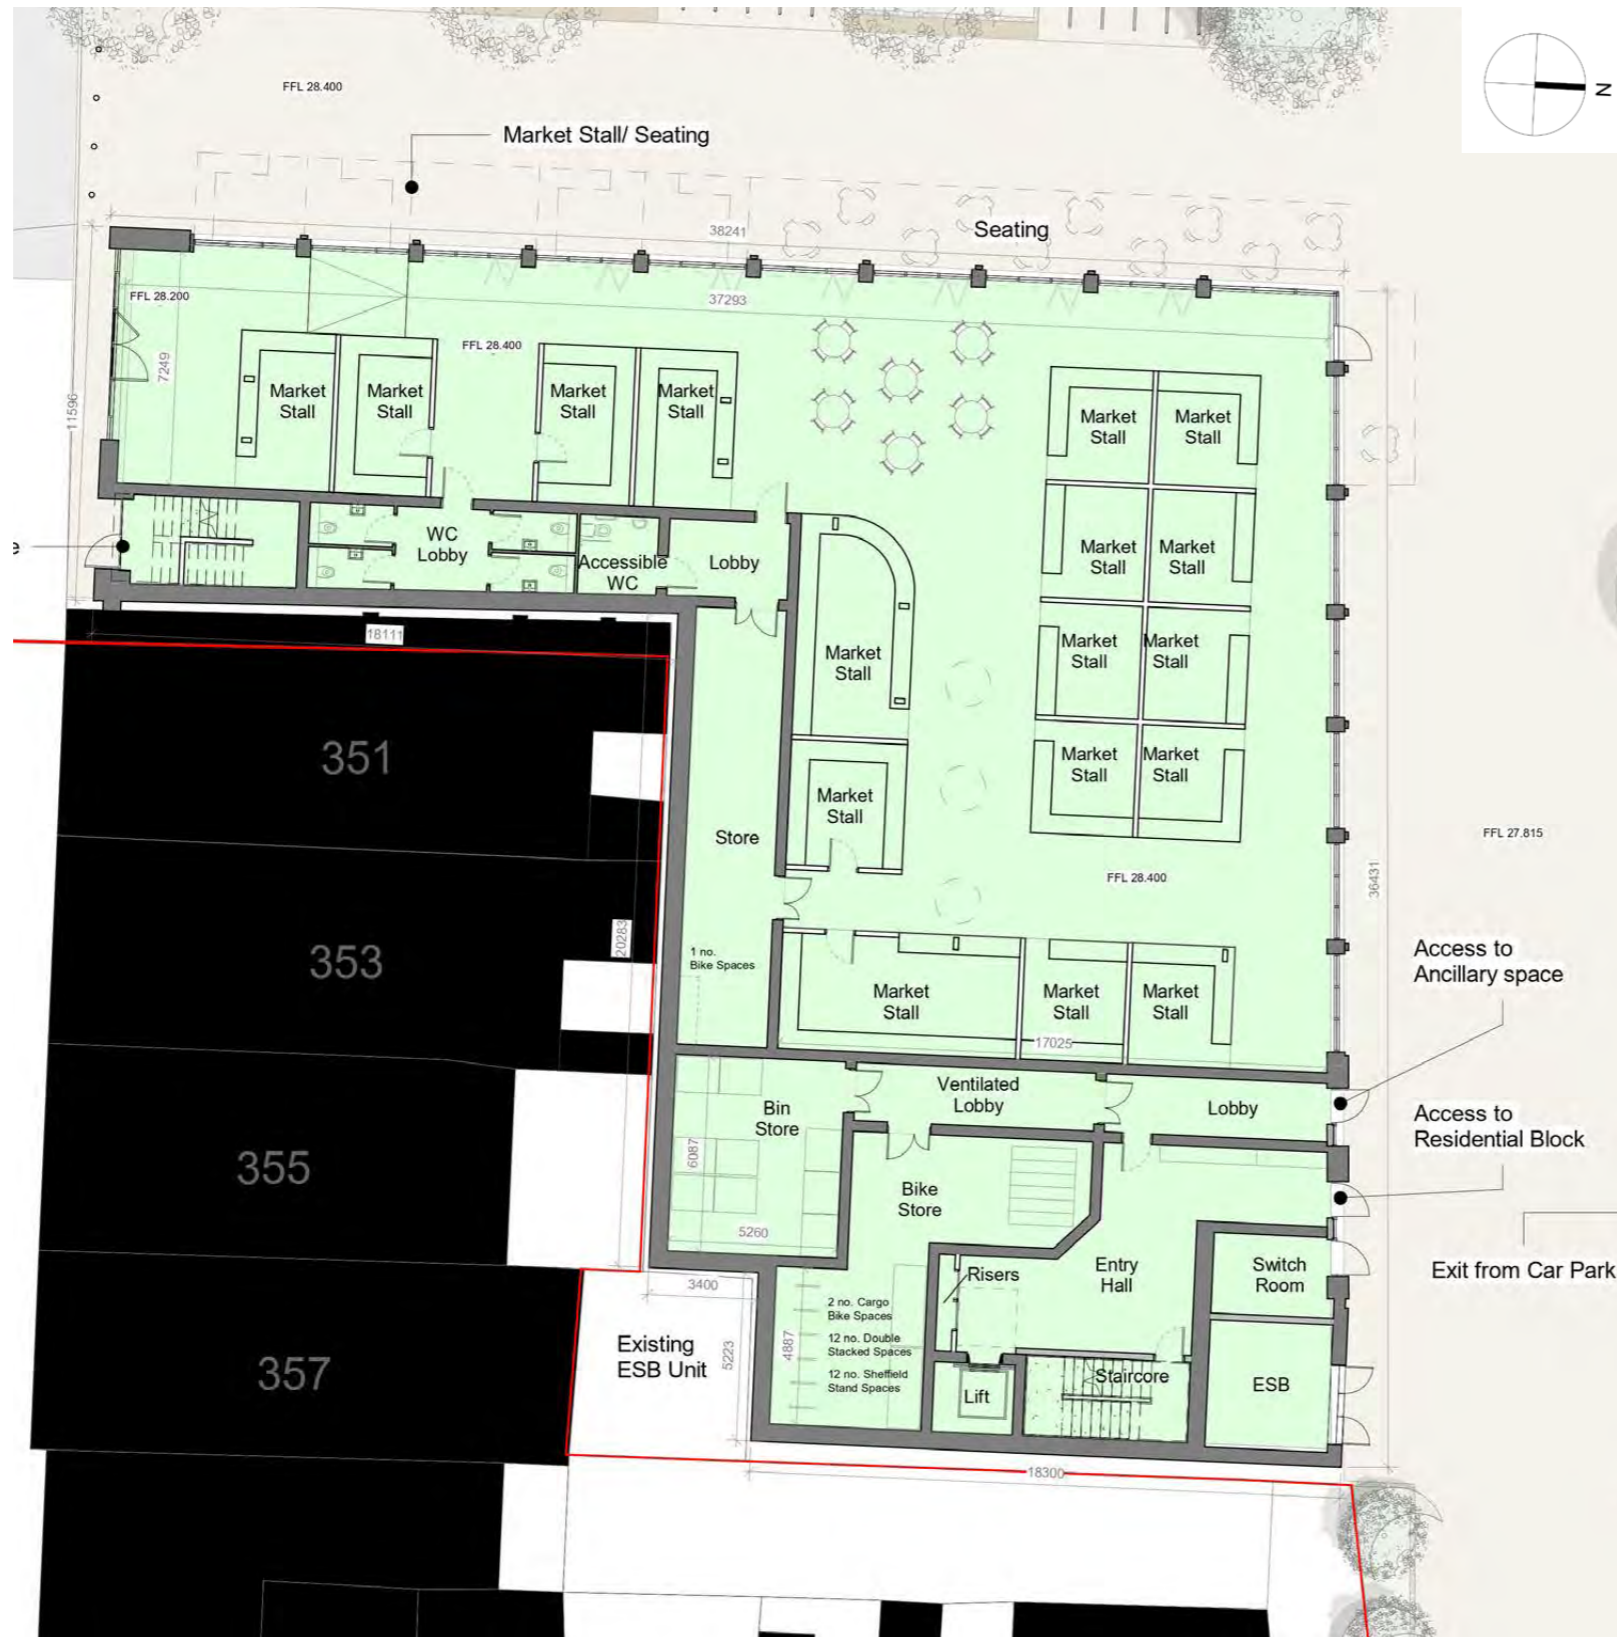 FFL 28.400
N
Market Stall/ Seating
Seating
38241
FFL 28.200
37293
FFL 28.400
7249
11596
Market
Stall
Market
Stall
Market
Stall
Market
Stall
Market
Stall
Market
Stall
e
WC
Lobby
Accessible
WC
Lobby
Market
Stall
Market
Stall
18111
Market
Stall
Market
Stall
Market
Stall
351
Market
Stall
Market
Stall
Market
Stall
Store
FFL 27.815
FFL 28.400
36431
353
20283
1 no.
Bike Spaces
Market
Stall
Market
Stall
Market
Stall
17025
Access to
Ancillary space
Ventilated
Lobby
Lobby
Bin
Store
Access to
Residential Block
355
6087
5260
Bike
Store
Entry
Hall
Risers
Switch
Room
Exit from Car Park
3400
2 no. Cargo
Bike Spaces
12 no. Double
Stacked Spaces
12 no. Sheffield
Stand Spaces
4887
Existing
ESB Unit
5223
357
Lift
Staircore
ESB
18300